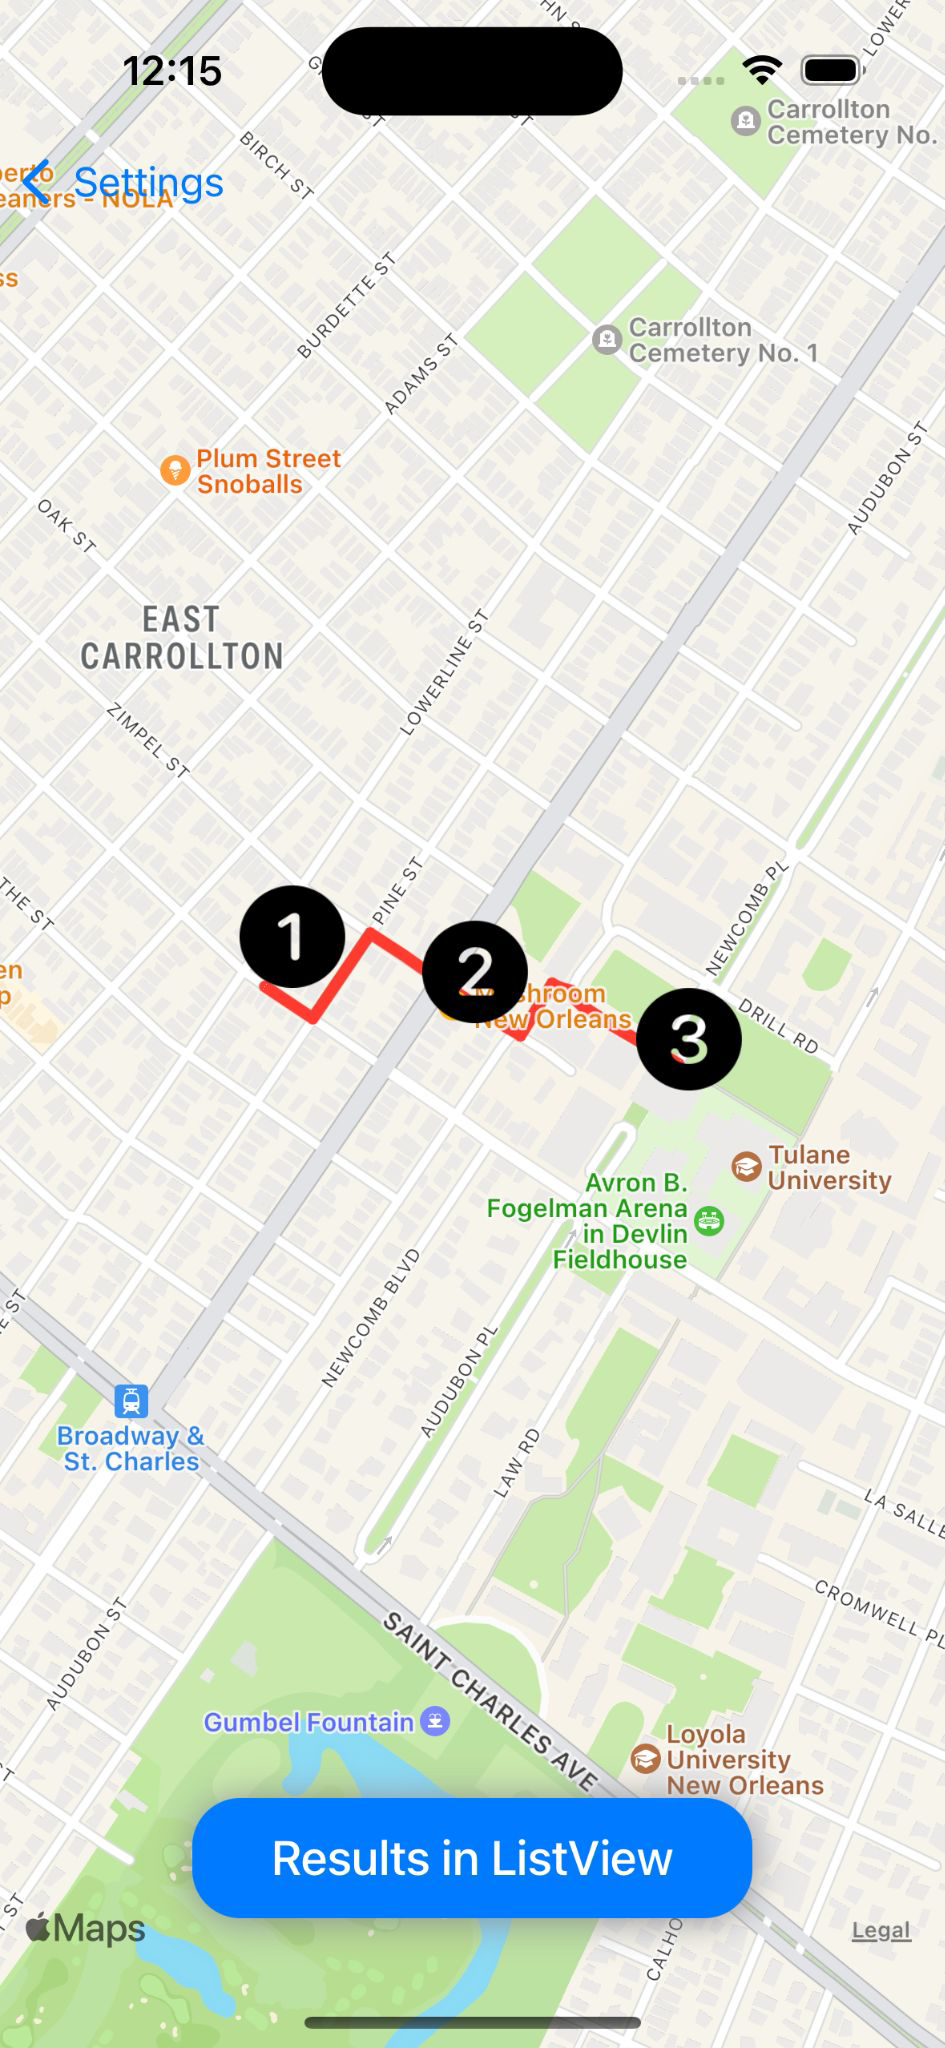 12:15
Settings
Carrollton
Cemetery No.
BIRCH ST
BURDETTE ST
ADAMS ST
Carrollton
Cemetery No. 1
AUDUBON ST
Plum Street
Snoballs
OAK ST
EAST
CARROLLTON
LOWERLINE ST
ZIMPEL ST
PINE ST
NEWCOMB PL
1
2
3
New Orleans
DRILL RD
Tulane
University
Avron B.
Fogelman Arena
in Devlin
Fieldhouse
NEWCOMB BLVD
AUDUBON PL
LAW RD
Broadway &
St. Charles
LA SALLE
CROMWELL PL
AUDUBON ST
SAINT CHARLES AVE
Gumbel Fountain
Loyola
University
New Orleans
Results in ListView
Maps
Legal
CALHO